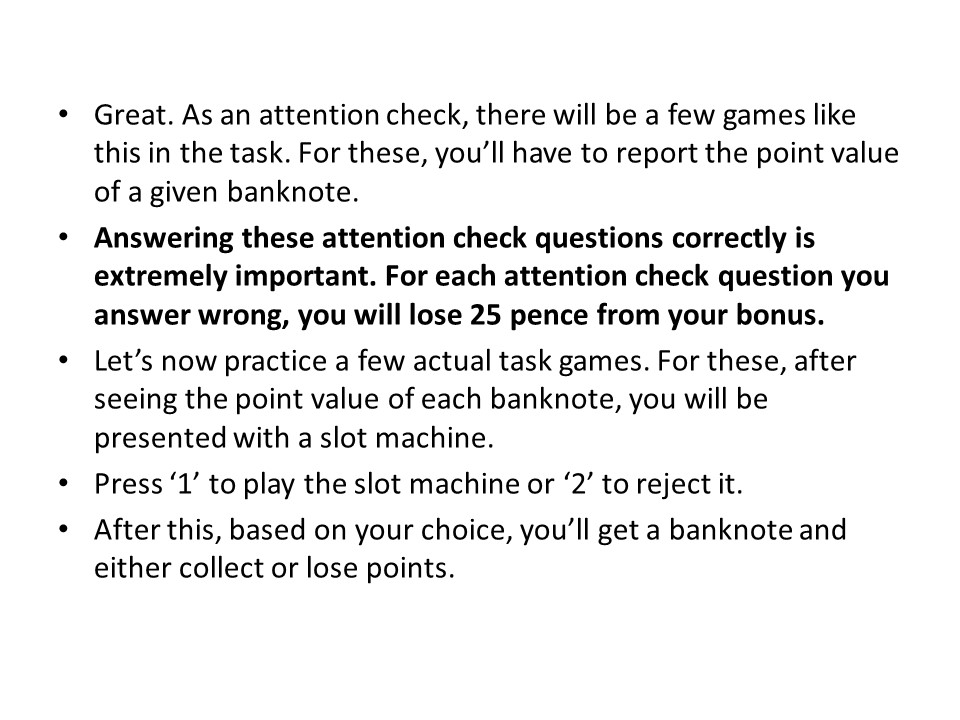 • Great. As an attention check, there will be a few games like
this in the task. For these, you’ll have to report the point value
of a given banknote.
• Answering these attention check questions correctly is
extremely important. For each attention check question you
answer wrong, you will lose 25 pence from your bonus.
• Let’s now practice a few actual task games. For these, after
seeing the point value of each banknote, you will be
presented with a slot machine.
• Press ‘1’ to play the slot machine or ‘2’ to reject it.
• After this, based on your choice, you’ll get a banknote and
either collect or lose points.